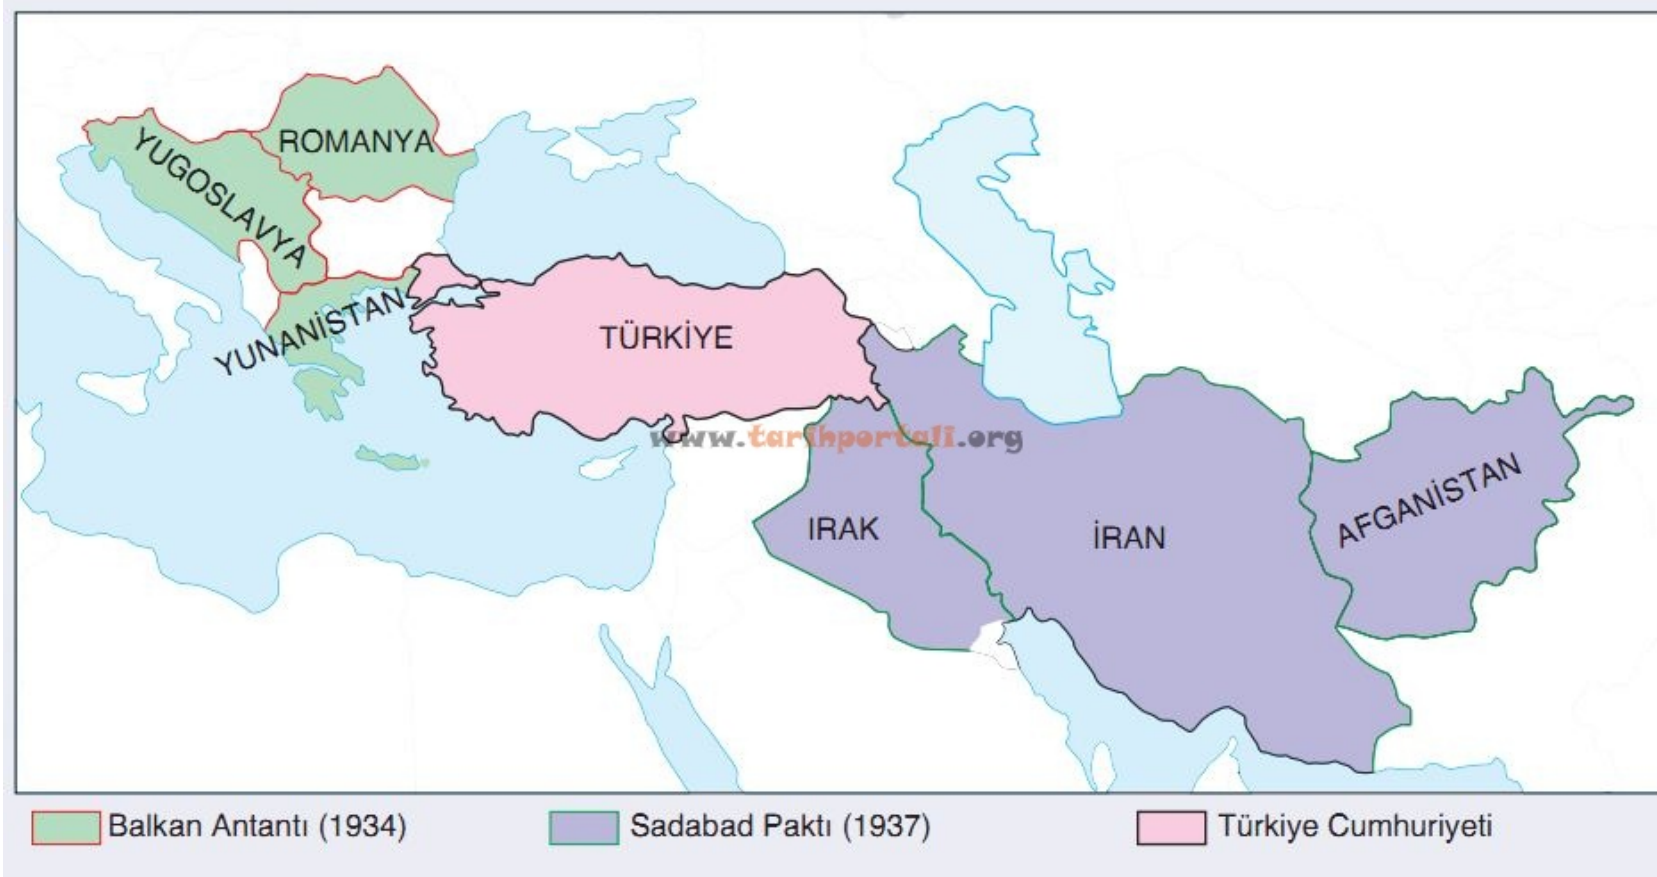 ROMANYA
YUGOSLAVYA
YUNANİSTAN
TÜRKİYE
www.tarihportali.org
IRAK
İRAN
AFGANİSTAN
Balkan Antantı (1934)
Sadabad Paktı (1937)
Türkiye Cumhuriyeti